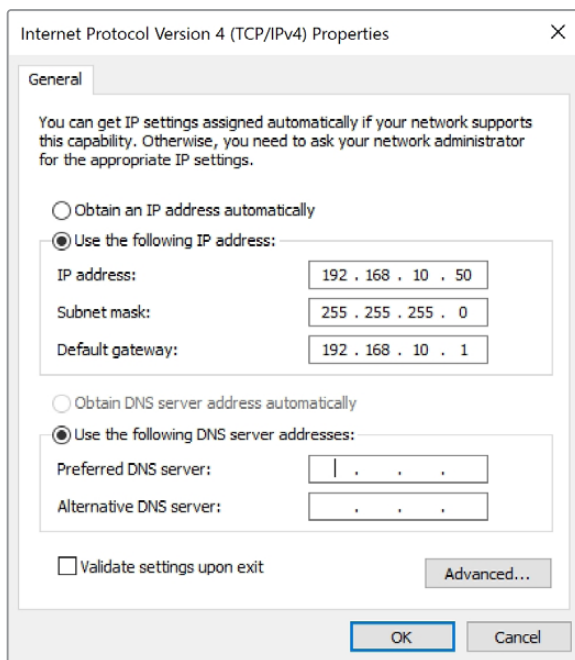 Internet Protocol Version 4 (TCP/IPv4) Properties
General
You can get IP settings assigned automatically if your network supports
this capability. Otherwise, you need to ask your network administrator
for the appropriate IP settings.
Obtain an IP address automatically
Use the following IP address:
IP address: 192 . 168 . 10 . 50
Subnet mask: 255 . 255 . 255 . 0
Default gateway: 192 . 168 . 10 . 1
Obtain DNS server address automatically
Use the following DNS server addresses:
Preferred DNS server: . . .
Alternative DNS server: . . .
Validate settings upon exit
Advanced...
OK Cancel